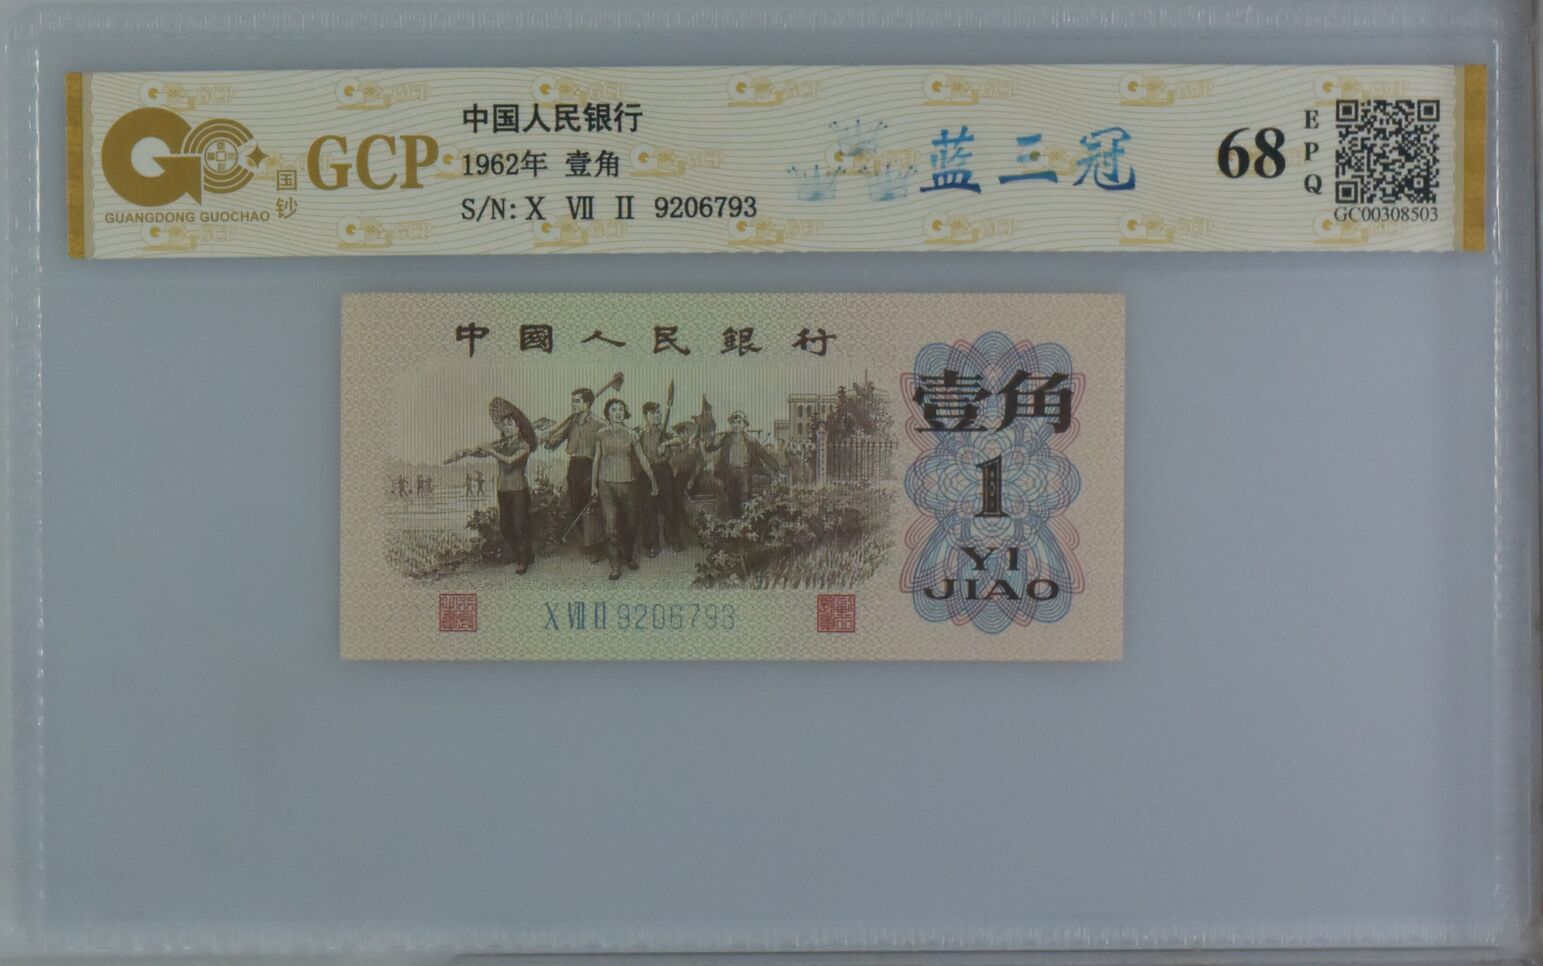 GUANGDONG GUOCHAO
国钞
GCP
中国人民银行
1962年 壹角
S/N: X Ⅶ Ⅱ 9206793
蓝三冠
68
EPQ
GC00308503
中國人民銀行
壹角
1
YI
JIAO
X Ⅶ Ⅱ 9206793